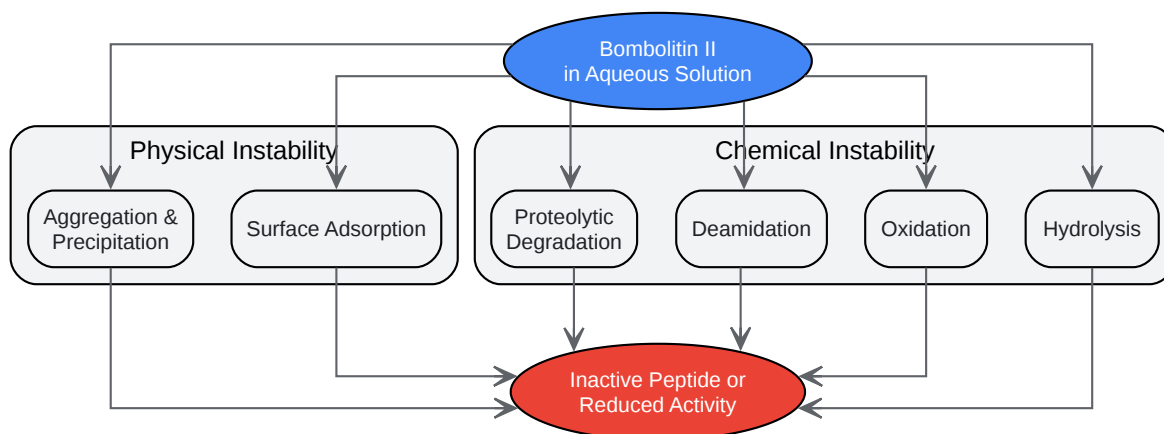 Bombolitin II
in Aqueous Solution
Physical Instability
Chemical Instability
Aggregation &
Precipitation
Surface Adsorption
Proteolytic
Degradation
Deamidation
Oxidation
Hydrolysis
Inactive Peptide or
Reduced Activity